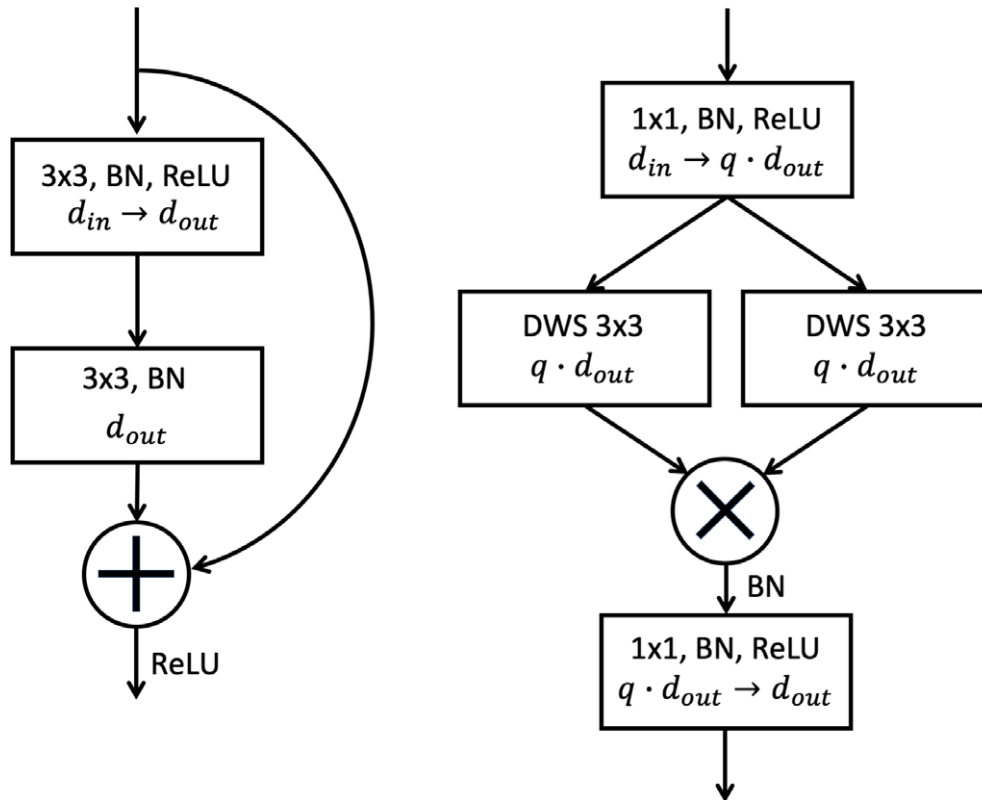 3x3, BN, ReLU
d_in → d_out
3x3, BN
d_out
ReLU
1x1, BN, ReLU
d_in → q · d_out
DWS 3x3
q · d_out
DWS 3x3
q · d_out
BN
1x1, BN, ReLU
q · d_out → d_out